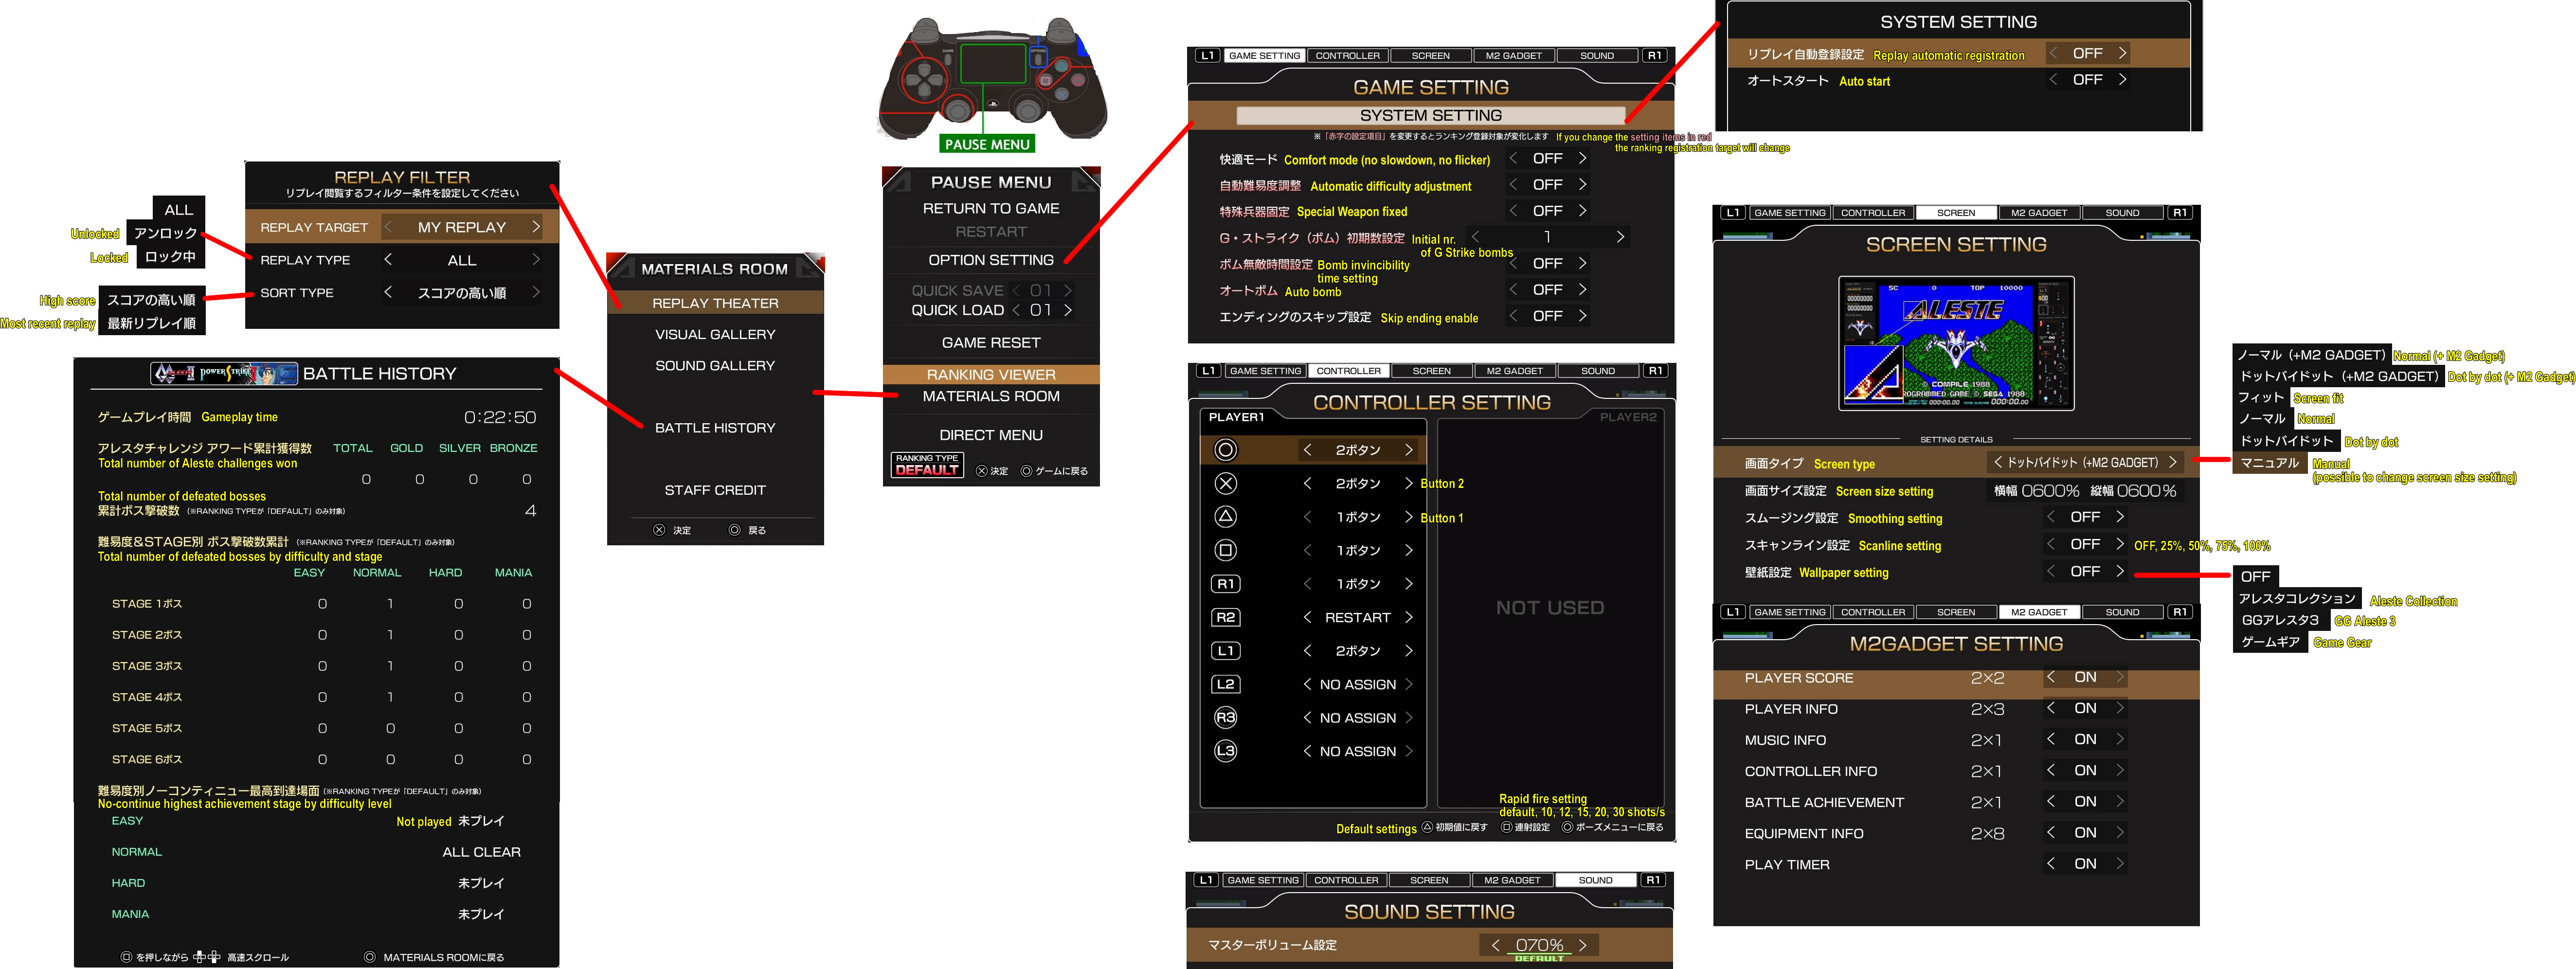 PAUSE MENU
REPLAY FILTER
リプレイ閲覧するフィルター条件を設定してください
REPLAY TARGET MY REPLAY
REPLAY TYPE ALL
SORT TYPE スコアの高い順
ALL
Unlocked アンロック
Locked ロック中
High score スコアの高い順
Most recent replay 最新リプレイ順
POWER STRIKE II BATTLE HISTORY
ゲームプレイ時間 Gameplay time 0:22:50
アレスタチャレンジ アワード累計獲得数 TOTAL GOLD SILVER BRONZE
Total number of Aleste challenges won
0 0 0 0
Total number of defeated bosses
累計ボス撃破数 (※RANKING TYPEが「DEFAULT」のみ対象) 4
難易度&STAGE別 ボス撃破数累計 (※RANKING TYPEが「DEFAULT」のみ対象)
Total number of defeated bosses by difficulty and stage
EASY NORMAL HARD MANIA
STAGE 1ボス 0 1 0 0
STAGE 2ボス 0 1 0 0
STAGE 3ボス 0 1 0 0
STAGE 4ボス 0 1 0 0
STAGE 5ボス 0 0 0 0
STAGE 6ボス 0 0 0 0
難易度別ノーコンティニュー最高到達場面 (※RANKING TYPEが「DEFAULT」のみ対象)
No-continue highest achievement stage by difficulty level
EASY Not played 未プレイ
NORMAL ALL CLEAR
HARD 未プレイ
MANIA 未プレイ
を押しながら 高速スクロール MATERIALS ROOMに戻る
MATERIALS ROOM
REPLAY THEATER
VISUAL GALLERY
SOUND GALLERY
BATTLE HISTORY
STAFF CREDIT
決定 戻る
PAUSE MENU
RETURN TO GAME
RESTART
OPTION SETTING
QUICK SAVE < 01 >
QUICK LOAD < 01 >
GAME RESET
RANKING VIEWER
MATERIALS ROOM
DIRECT MENU
RANKING TYPE
DEFAULT 決定 ゲームに戻る
L1 GAME SETTING CONTROLLER SCREEN M2 GADGET SOUND R1
GAME SETTING
SYSTEM SETTING
※「赤字の設定項目」を変更するとランキング登録対象が変化します If you change the setting items in red
the ranking registration target will change
快適モード Comfort mode (no slowdown, no flicker) < OFF >
自動難易度調整 Automatic difficulty adjustment < OFF >
特殊兵器固定 Special Weapon fixed < OFF >
G・ストライク（ボム）初期数設定 Initial nr. < 1 >
of G Strike bombs
ボム無敵時間設定 Bomb invincibility < OFF >
time setting
オートボム Auto bomb < OFF >
エンディングのスキップ設定 Skip ending enable < OFF >
SYSTEM SETTING
リプレイ自動登録設定 Replay automatic registration < OFF >
オートスタート Auto start < OFF >
L1 GAME SETTING CONTROLLER SCREEN M2 GADGET SOUND R1
CONTROLLER SETTING
PLAYER1 PLAYER2
< 2ボタン >
< 2ボタン > Button 2
< 1ボタン > Button 1
< 1ボタン >
R1 < 1ボタン >
R2 < RESTART >
L1 < 2ボタン >
L2 < NO ASSIGN >
R3 < NO ASSIGN >
L3 < NO ASSIGN >
NOT USED
Rapid fire setting
default, 10, 12, 15, 20, 30 shots/s
Default settings 初期値に戻す 連射設定 ポーズメニューに戻る
L1 GAME SETTING CONTROLLER SCREEN M2 GADGET SOUND R1
SOUND SETTING
マスターボリューム設定 < 070% >
DEFAULT
L1 GAME SETTING CONTROLLER SCREEN M2 GADGET SOUND R1
SCREEN SETTING
SC 0 TOP 10000
ALESTE
COMPILE 1988
SETTING DETAILS
画面タイプ Screen type < ドットバイドット（+M2 GADGET） >
画面サイズ設定 Screen size setting 横幅 0600% 縦幅 0600%
スムージング設定 Smoothing setting < OFF >
スキャンライン設定 Scanline setting < OFF > OFF, 25%, 50%, 75%, 100%
壁紙設定 Wallpaper setting < OFF >
ノーマル（+M2 GADGET） Normal (+ M2 Gadget)
ドットバイドット（+M2 GADGET） Dot by dot (+ M2 Gadget)
フィット Screen fit
ノーマル Normal
ドットバイドット Dot by dot
マニュアル Manual
(possible to change screen size setting)
OFF
アレスタコレクション Aleste Collection
GGアレスタ3 GG Aleste 3
ゲームギア Game Gear
L1 GAME SETTING CONTROLLER SCREEN M2 GADGET SOUND R1
M2GADGET SETTING
PLAYER SCORE 2×2 < ON >
PLAYER INFO 2×3 < ON >
MUSIC INFO 2×1 < ON >
CONTROLLER INFO 2×1 < ON >
BATTLE ACHIEVEMENT 2×1 < ON >
EQUIPMENT INFO 2×8 < ON >
PLAY TIMER < ON >